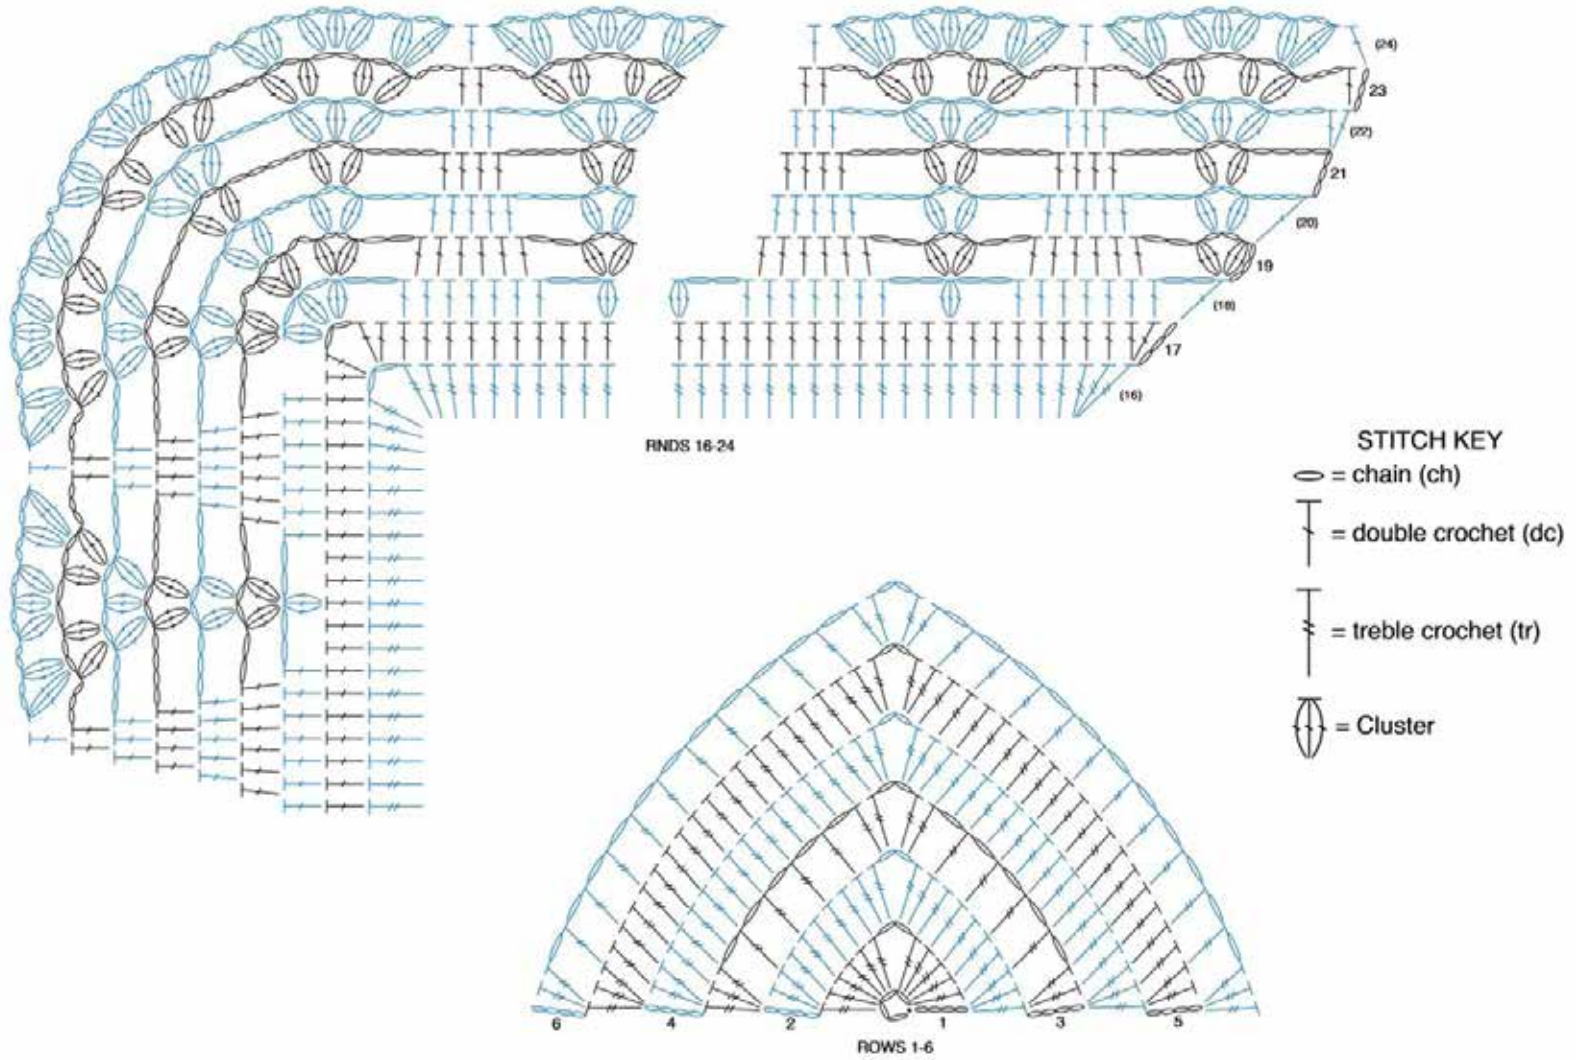 (24)
23
(22)
21
(20)
19
(18)
17
(16)
RNDS 16-24
STITCH KEY
= chain (ch)
= double crochet (dc)
= treble crochet (tr)
= Cluster
6 4 2 1 3 5
ROWS 1-6